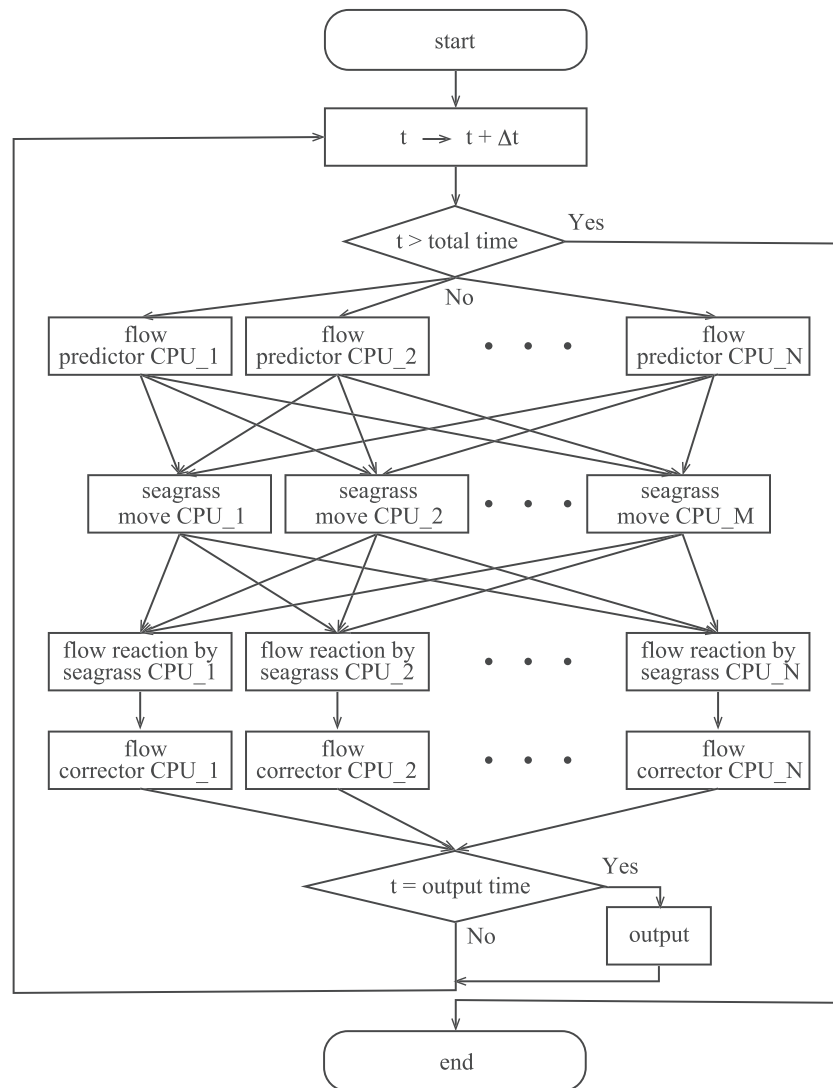 start
t → t + Δt
t > total time
Yes
No
flow
predictor CPU_1
flow
predictor CPU_2
flow
predictor CPU_N
seagrass
move CPU_1
seagrass
move CPU_2
seagrass
move CPU_M
flow reaction by
seagrass CPU_1
flow reaction by
seagrass CPU_2
flow reaction by
seagrass CPU_N
flow
corrector CPU_1
flow
corrector CPU_2
flow
corrector CPU_N
t = output time
Yes
No
output
end